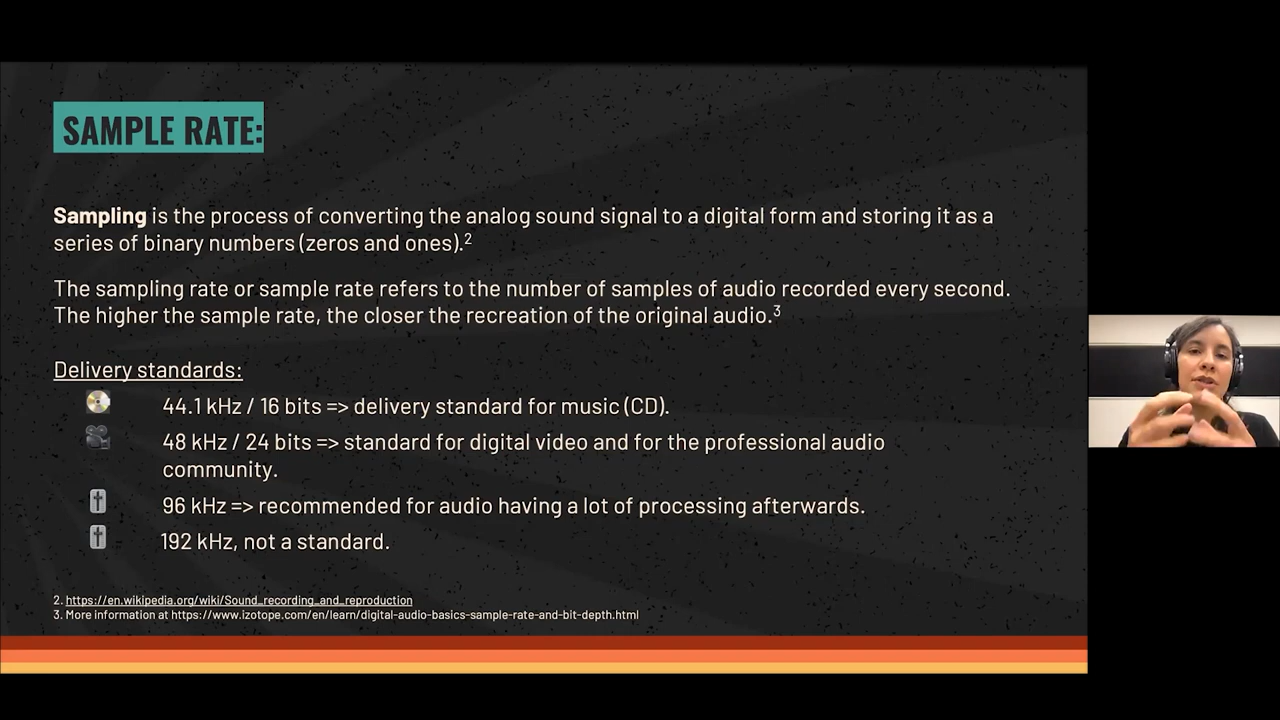 SAMPLE RATE:
Sampling is the process of converting the analog sound signal to a digital form and storing it as a
series of binary numbers (zeros and ones).²
The sampling rate or sample rate refers to the number of samples of audio recorded every second.
The higher the sample rate, the closer the recreation of the original audio.³
Delivery standards:
44.1 kHz / 16 bits => delivery standard for music (CD).
48 kHz / 24 bits => standard for digital video and for the professional audio
community.
96 kHz => recommended for audio having a lot of processing afterwards.
192 kHz, not a standard.
2. https://en.wikipedia.org/wiki/Sound_recording_and_reproduction
3. More information at https://www.izotope.com/en/learn/digital-audio-basics-sample-rate-and-bit-depth.html